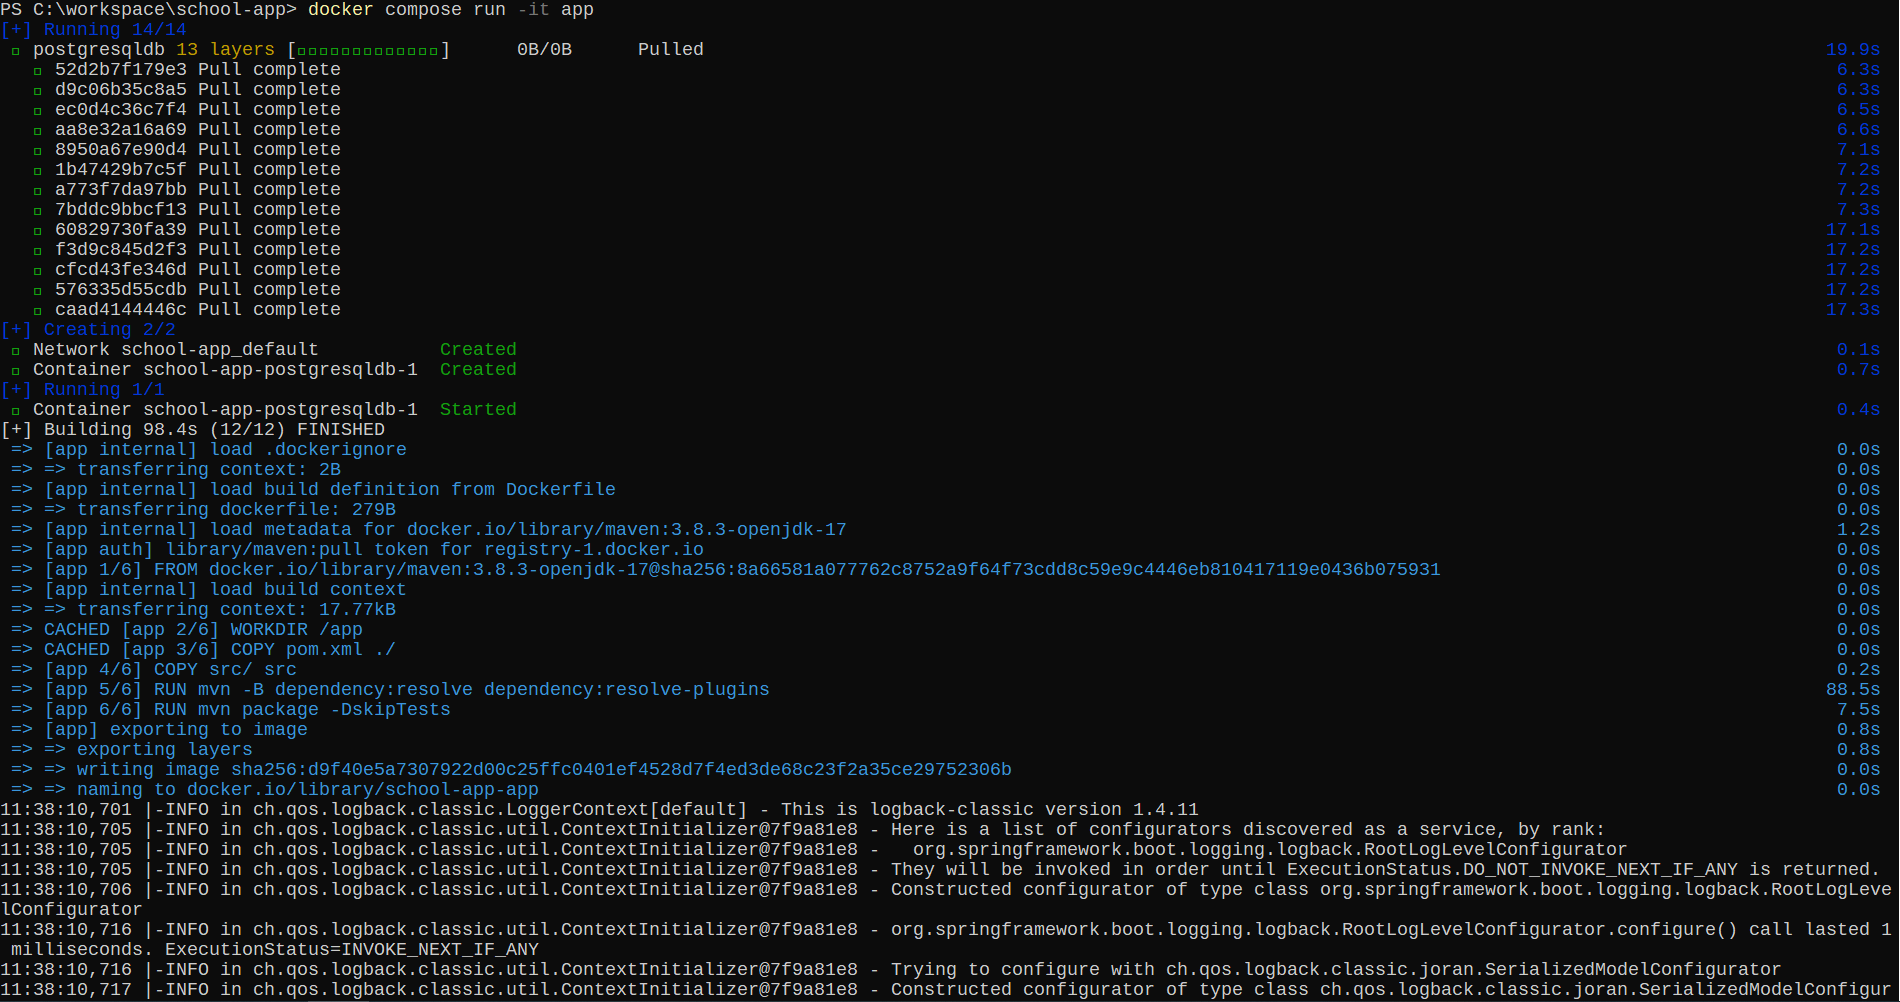 PS C:\workspace\school-app> docker compose run -it app
[+] Running 14/14
postgresqldb 13 layers [] 0B/0B Pulled 19.9s
52d2b7f179e3 Pull complete 6.3s
d9c06b35c8a5 Pull complete 6.3s
ec0d4c36c7f4 Pull complete 6.5s
aa8e32a16a69 Pull complete 6.6s
8950a67e90d4 Pull complete 7.1s
1b47429b7c5f Pull complete 7.2s
a773f7da97bb Pull complete 7.2s
7bddc9bbcf13 Pull complete 7.3s
60829730fa39 Pull complete 17.1s
f3d9c845d2f3 Pull complete 17.2s
cfcd43fe346d Pull complete 17.2s
576335d55cdb Pull complete 17.2s
caad4144446c Pull complete 17.3s
[+] Creating 2/2
Network school-app_default Created 0.1s
Container school-app-postgresqldb-1 Created 0.7s
[+] Running 1/1
Container school-app-postgresqldb-1 Started 0.4s
[+] Building 98.4s (12/12) FINISHED
=> [app internal] load .dockerignore 0.0s
=> => transferring context: 2B 0.0s
=> [app internal] load build definition from Dockerfile 0.0s
=> => transferring dockerfile: 279B 0.0s
=> [app internal] load metadata for docker.io/library/maven:3.8.3-openjdk-17 1.2s
=> [app auth] library/maven:pull token for registry-1.docker.io 0.0s
=> [app 1/6] FROM docker.io/library/maven:3.8.3-openjdk-17@sha256:8a66581a077762c8752a9f64f73cdd8c59e9c4446eb810417119e0436b075931 0.0s
=> [app internal] load build context 0.0s
=> => transferring context: 17.77kB 0.0s
=> CACHED [app 2/6] WORKDIR /app 0.0s
=> CACHED [app 3/6] COPY pom.xml ./ 0.0s
=> [app 4/6] COPY src/ src 0.2s
=> [app 5/6] RUN mvn -B dependency:resolve dependency:resolve-plugins 88.5s
=> [app 6/6] RUN mvn package -DskipTests 7.5s
=> [app] exporting to image 0.8s
=> => exporting layers 0.8s
=> => writing image sha256:d9f40e5a7307922d00c25ffc0401ef4528d7f4ed3de68c23f2a35ce29752306b 0.0s
=> => naming to docker.io/library/school-app-app 0.0s
11:38:10,701 |-INFO in ch.qos.logback.classic.LoggerContext[default] - This is logback-classic version 1.4.11
11:38:10,705 |-INFO in ch.qos.logback.classic.util.ContextInitializer@7f9a81e8 - Here is a list of configurators discovered as a service, by rank:
11:38:10,705 |-INFO in ch.qos.logback.classic.util.ContextInitializer@7f9a81e8 -   org.springframework.boot.logging.logback.RootLogLevelConfigurator
11:38:10,705 |-INFO in ch.qos.logback.classic.util.ContextInitializer@7f9a81e8 - They will be invoked in order until ExecutionStatus.DO_NOT_INVOKE_NEXT_IF_ANY is returned.
11:38:10,706 |-INFO in ch.qos.logback.classic.util.ContextInitializer@7f9a81e8 - Constructed configurator of type class org.springframework.boot.logging.logback.RootLogLeve
lConfigurator
11:38:10,716 |-INFO in ch.qos.logback.classic.util.ContextInitializer@7f9a81e8 - org.springframework.boot.logging.logback.RootLogLevelConfigurator.configure() call lasted 1
milliseconds. ExecutionStatus=INVOKE_NEXT_IF_ANY
11:38:10,716 |-INFO in ch.qos.logback.classic.util.ContextInitializer@7f9a81e8 - Trying to configure with ch.qos.logback.classic.joran.SerializedModelConfigurator
11:38:10,717 |-INFO in ch.qos.logback.classic.util.ContextInitializer@7f9a81e8 - Constructed configurator of type class ch.qos.logback.classic.joran.SerializedModelConfigur